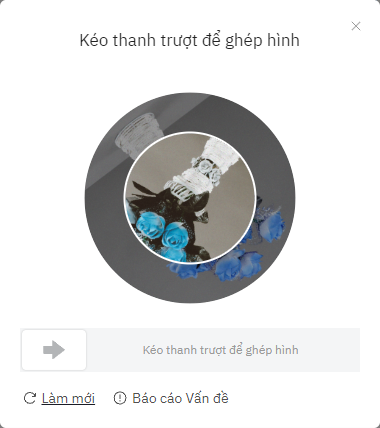 Kéo thanh trượt để ghép hình
Kéo thanh trượt để ghép hình
Làm mới
Báo cáo Vấn đề